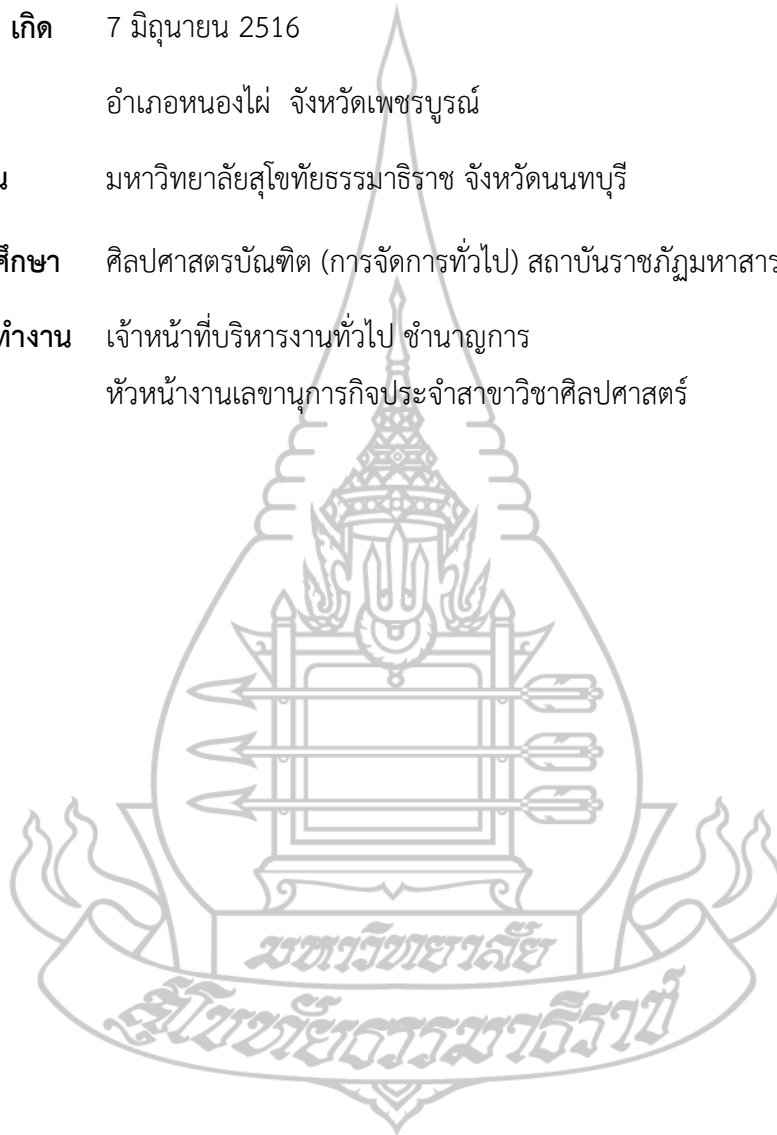 เกิด 7 มิถุนายน 2516
อำเภอหนองไผ่ จังหวัดเพชรบูรณ์
มหาวิทยาลัยสุโขทัยธรรมาธิราช จังหวัดนนทบุรี
ศึกษา ศิลปศาสตรบัณฑิต (การจัดการทั่วไป) สถาบันราชภัฏมหาสาร
ทำงาน เจ้าหน้าที่บริหารงานทั่วไป ชำนาญการ
หัวหน้างานเลขานุการกิจประจำสาขาวิชาศิลปศาสตร์
มหาวิทยาลัย
สุโขทัยธรรมาธิราช